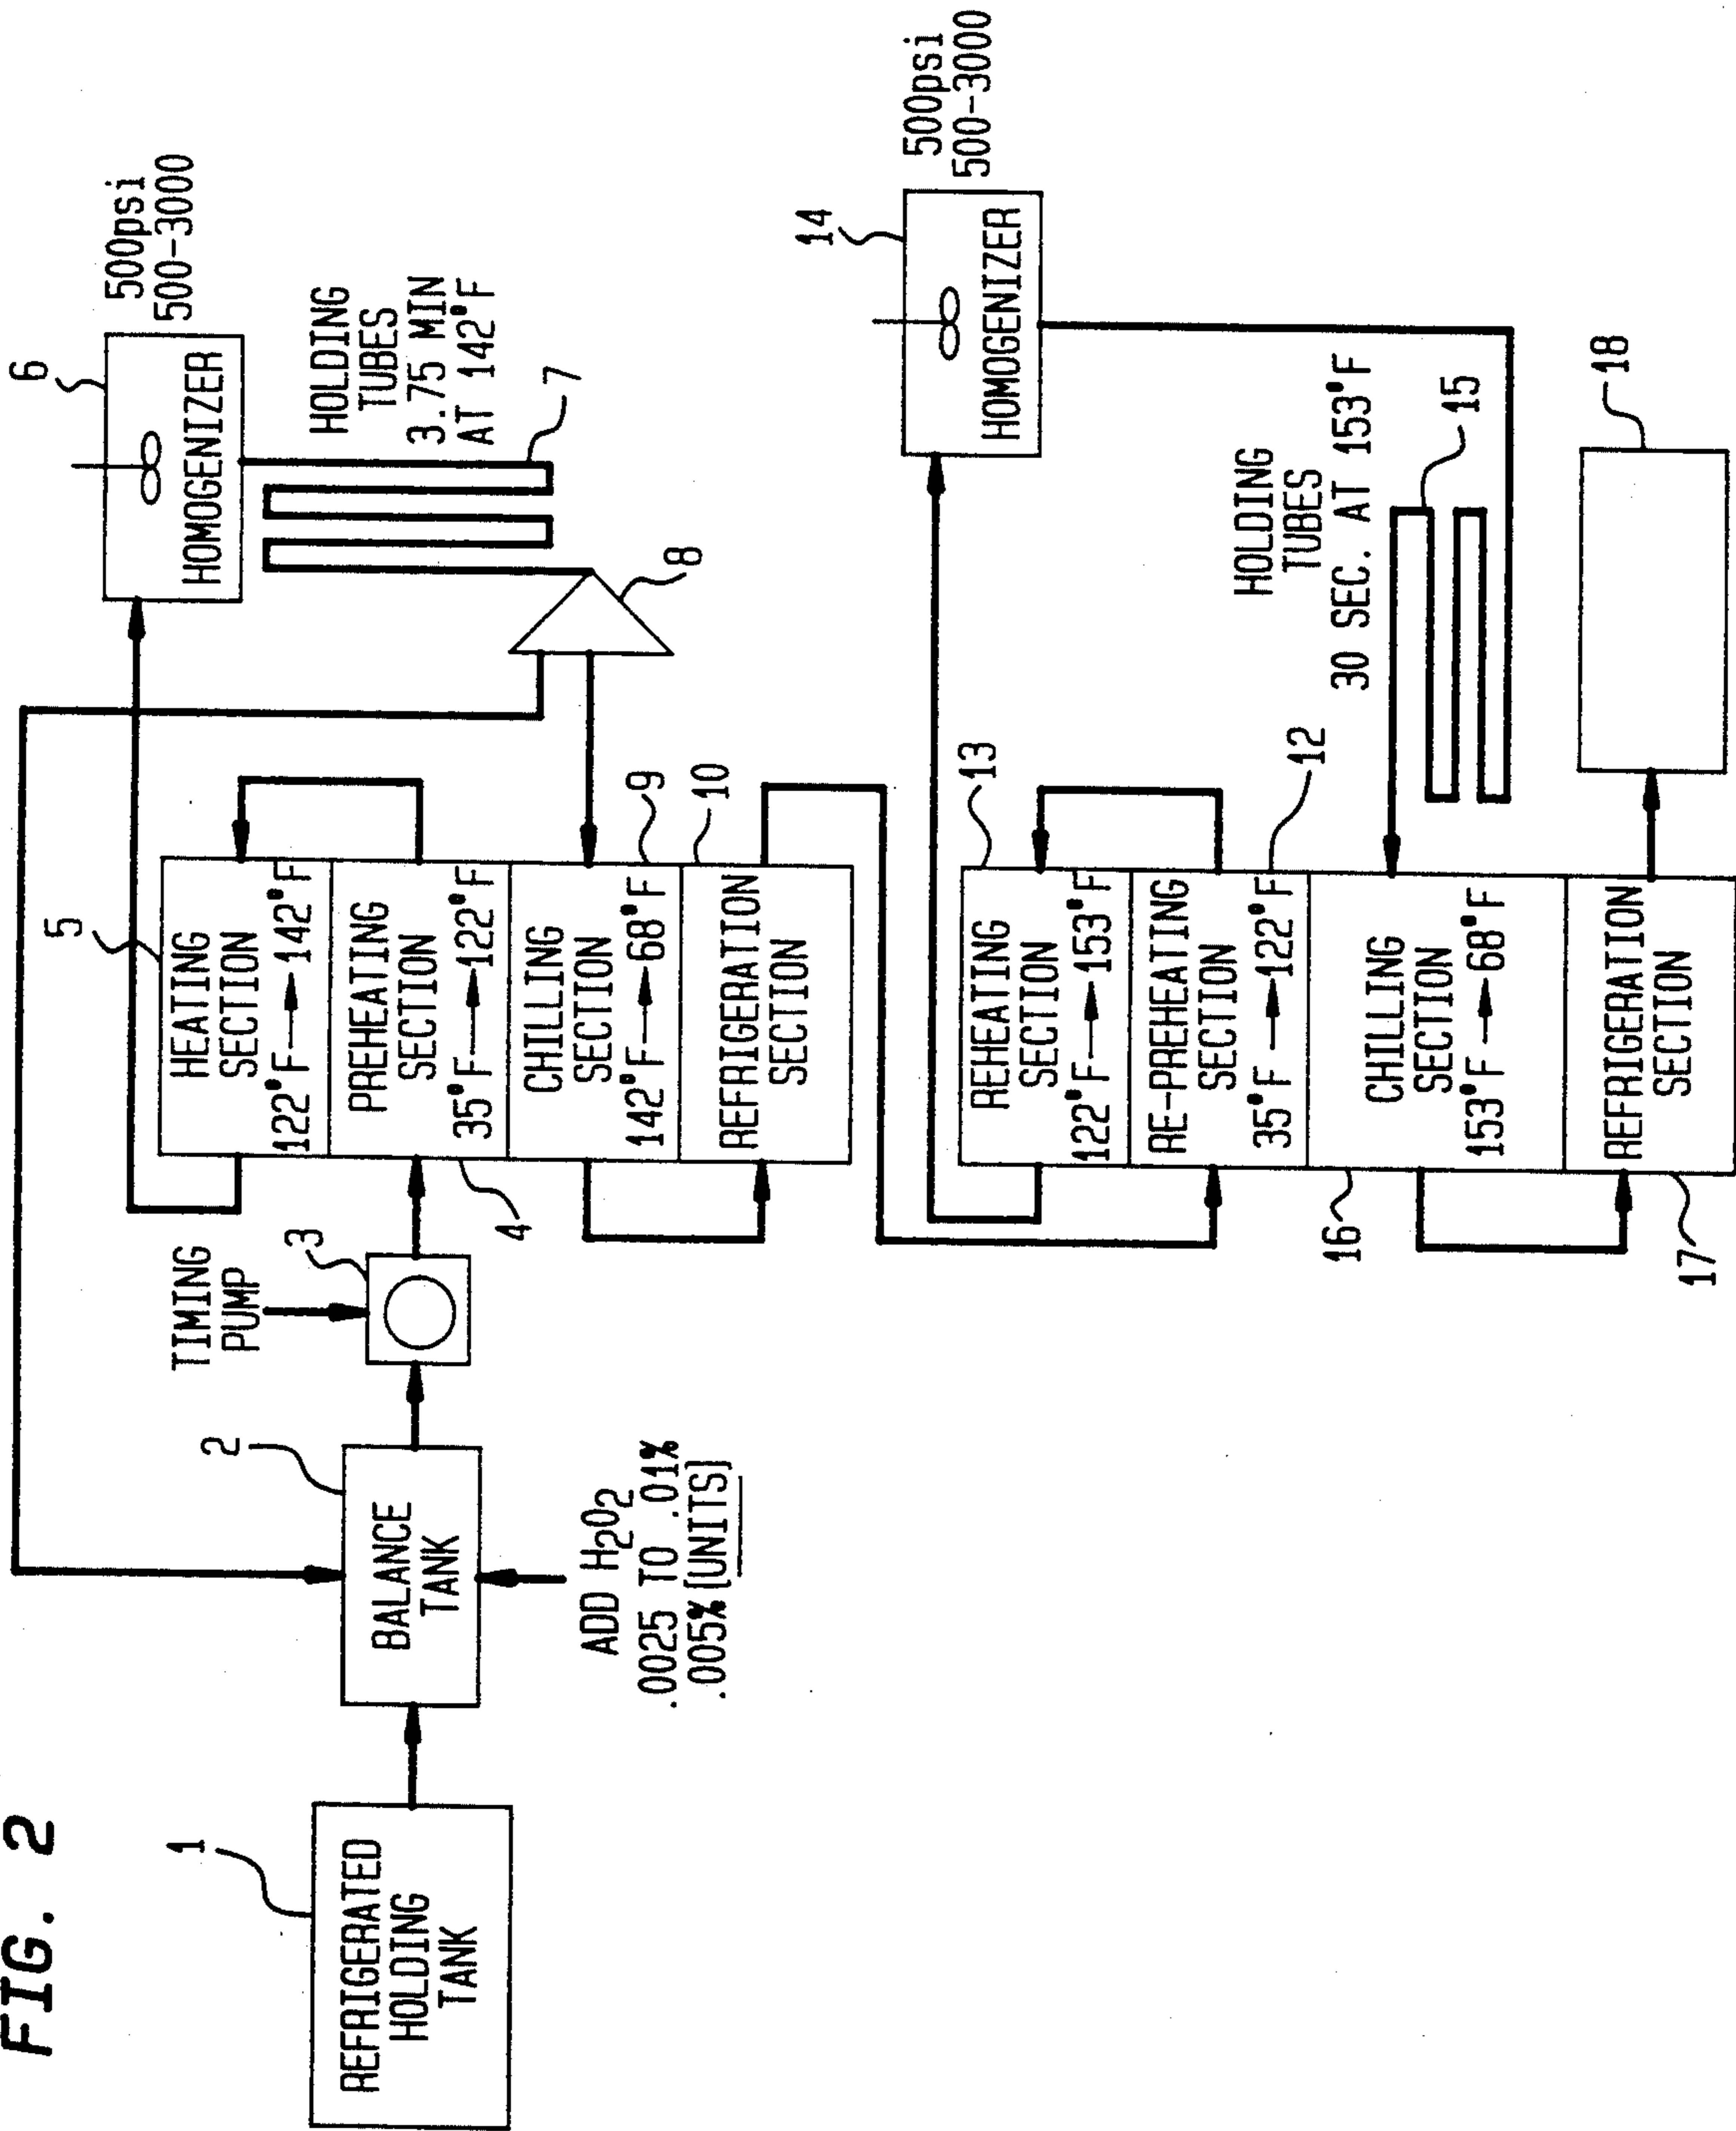 FIG. 2
1
REFRIGERATED
HOLDING
TANK
2
BALANCE
TANK
ADD H2O2
.0025 TO .01%
.005% [UNITS]
TIMING
PUMP
3
4
5
HEATING
SECTION
122°F→142°F
PREHEATING
SECTION
35°F→122°F
CHILLING
SECTION
142°F→68°F
REFRIGERATION
SECTION
9
10
6
HOMOGENIZER
500psi
500-3000
HOLDING
TUBES
3.75 MIN
AT 142°F
7
8
13
REHEATING
SECTION
122°F→153°F
RE-PREHEATING
SECTION
35°F→122°F
12
CHILLING
SECTION
153°F→68°F
16
REFRIGERATION
SECTION
17
14
HOMOGENIZER
500psi
500-3000
HOLDING
TUBES
30 SEC. AT 153°F
15
18